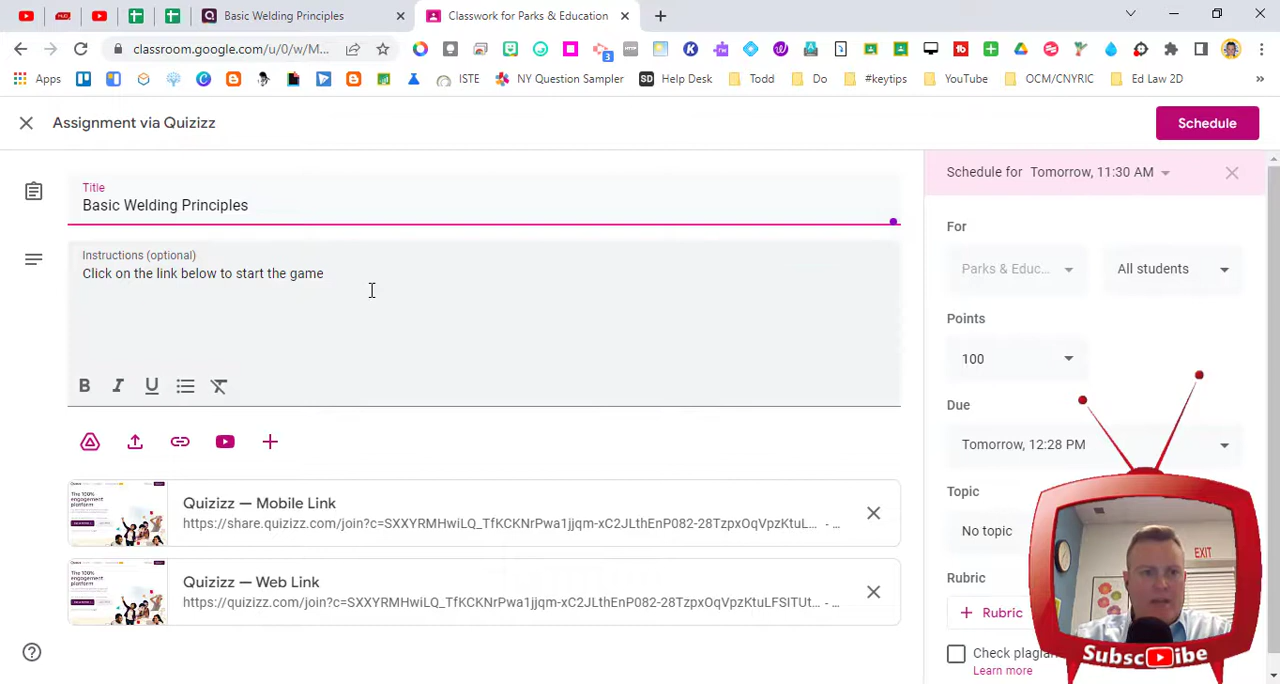 Basic Welding Principles
Classwork for Parks & Education
classroom.google.com/u/0/w/M...
Apps
ISTE
NY Question Sampler
SD Help Desk
Todd
Do
#keytips
YouTube
OCM/CNYRIC
Ed Law 2D
Assignment via Quizizz
Schedule
Title
Basic Welding Principles
Schedule for Tomorrow, 11:30 AM
Instructions (optional)
Click on the link below to start the game
For
Parks & Educ...
All students
Points
100
Due
Tomorrow, 12:28 PM
B I U
Quizizz — Mobile Link
https://share.quizizz.com/join?c=SXXYRMHwiLQ_TfKCKNrPwa1jjqm-xC2JLthEnP082-28TzpxOqVpzKtuL... - ...
Quizizz — Web Link
https://quizizz.com/join?c=SXXYRMHwiLQ_TfKCKNrPwa1jjqm-xC2JLthEnP082-28TzpxOqVpzKtuLFSITUt... - ...
Topic
No topic
Rubric
+ Rubric
Check plagia
Learn more
EXIT
Subscribe